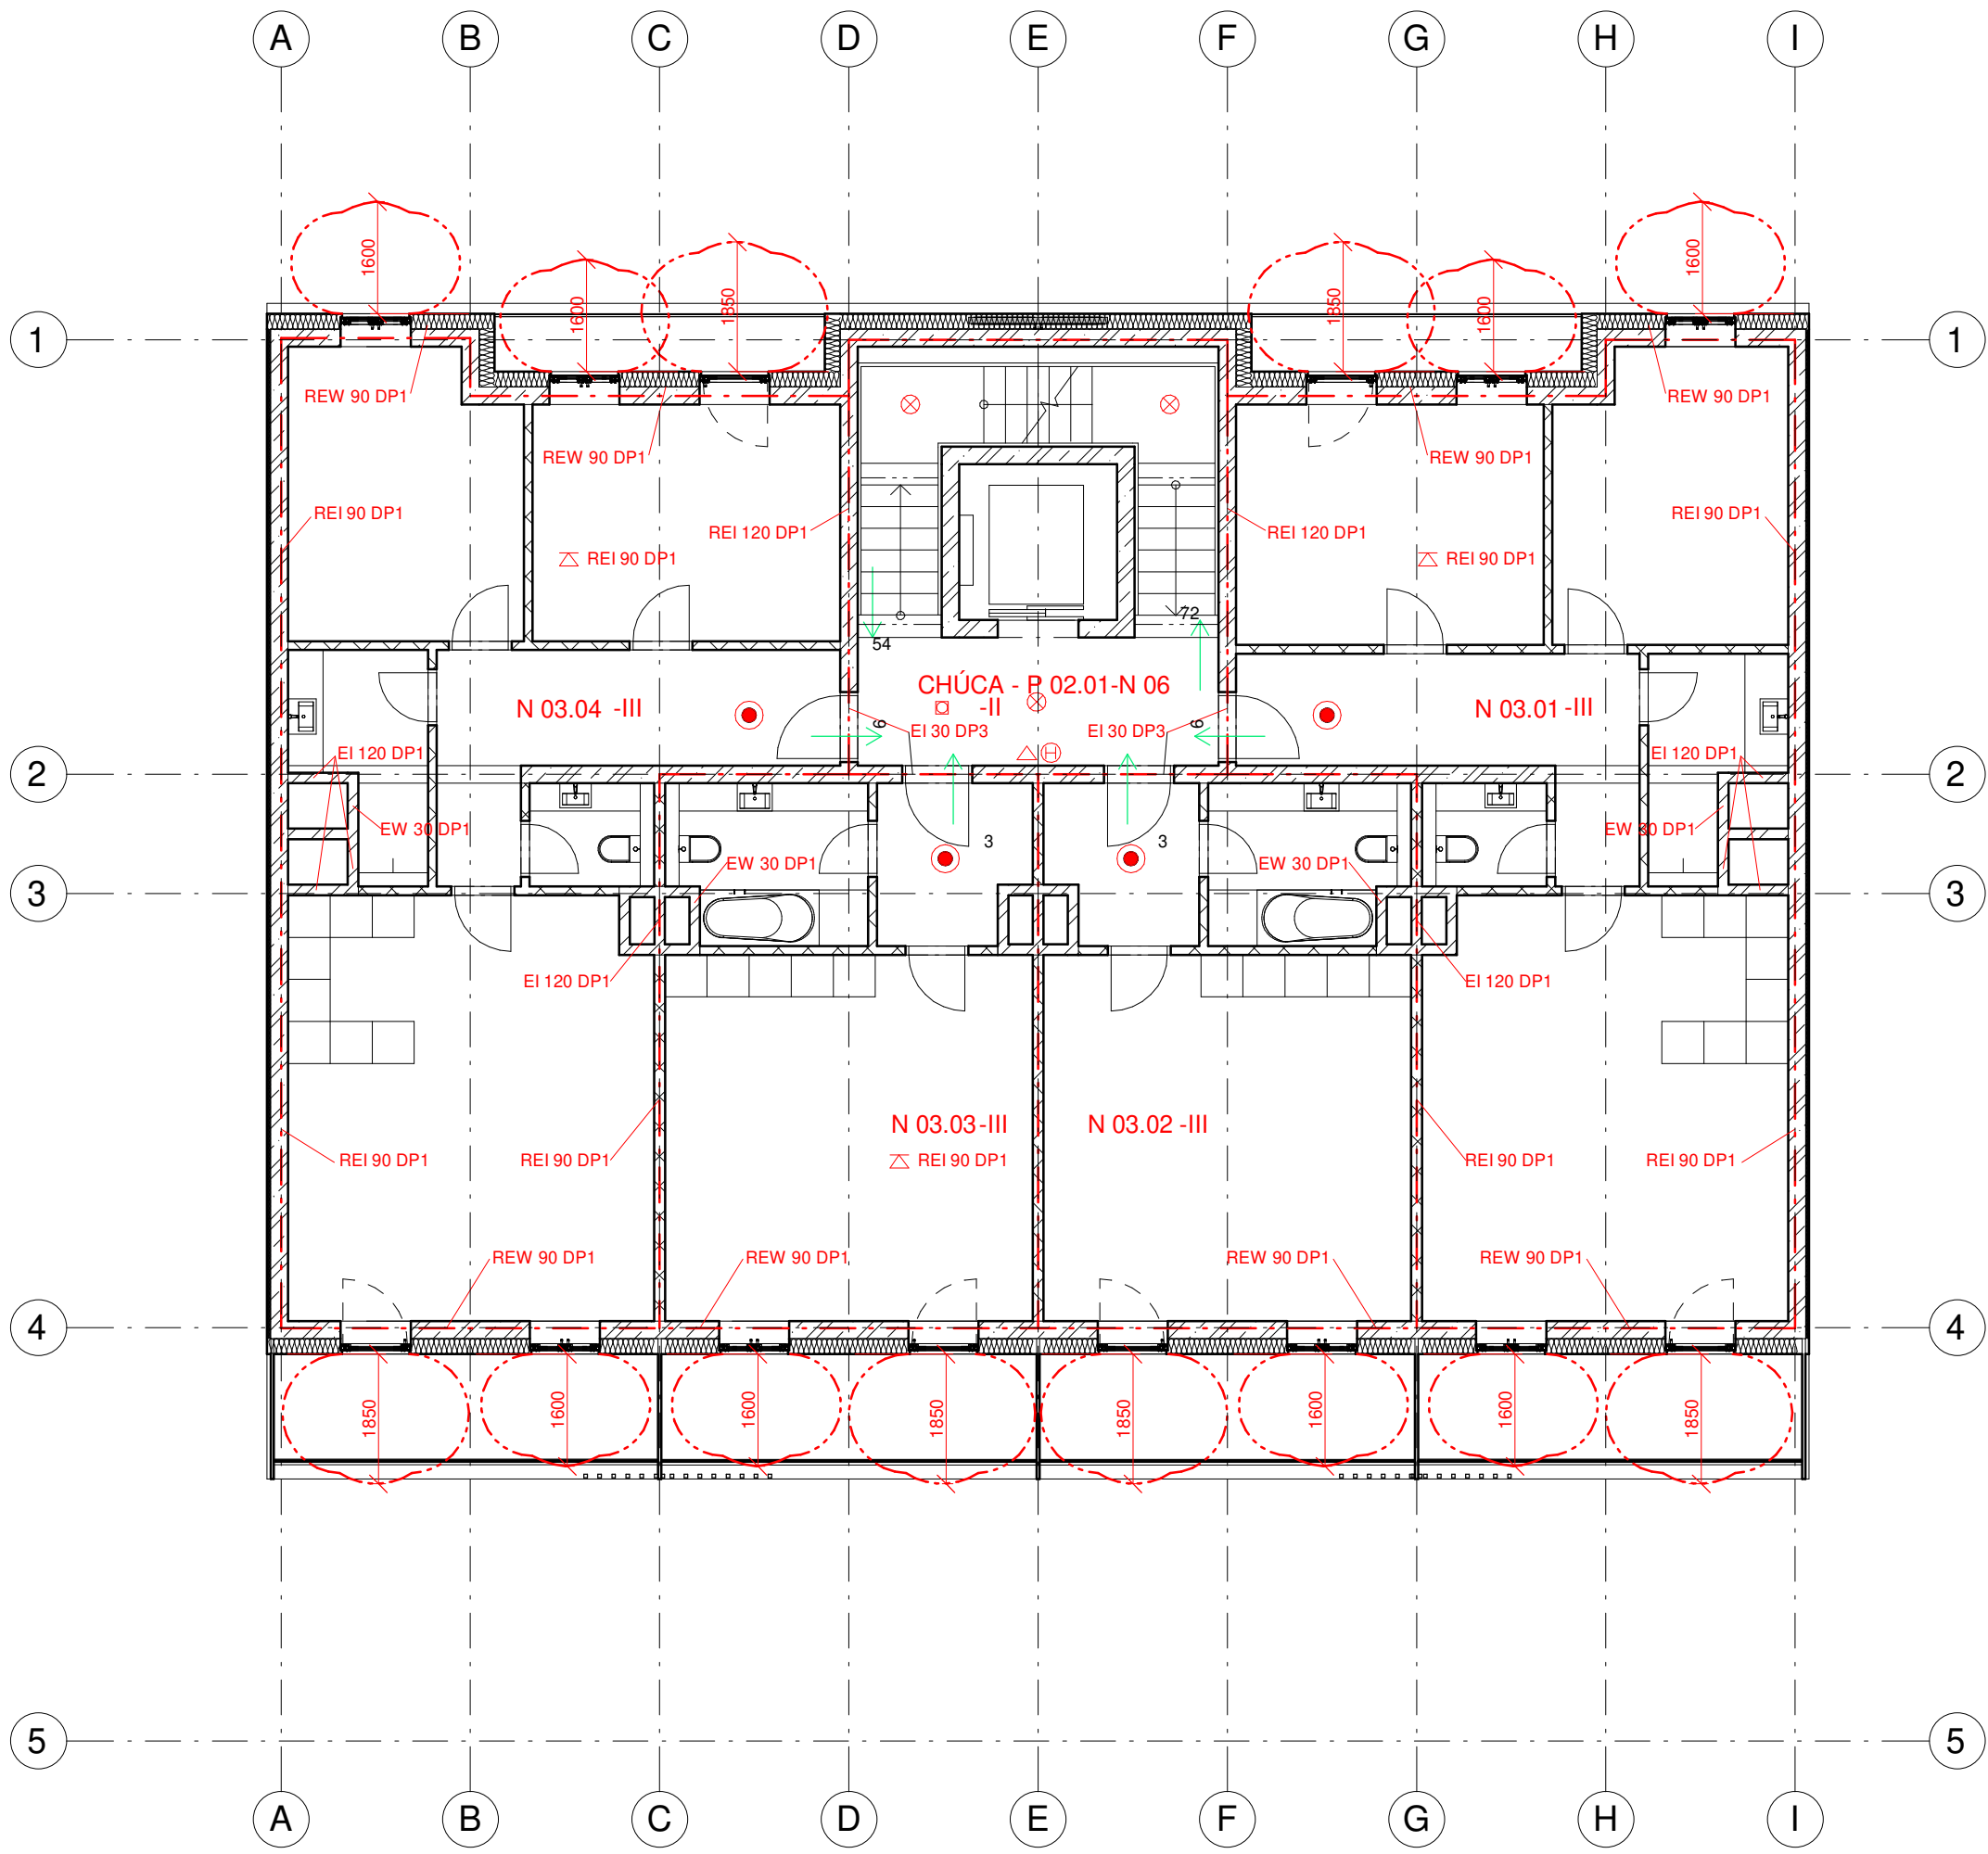 A B C D E F G H I
1600 1600
1600 1850 1850 1600
1 1
REW 90 DP1 REW 90 DP1
REW 90 DP1 REW 90 DP1
REI 90 DP1 REI 90 DP1
REI 120 DP1 REI 120 DP1
REI 90 DP1 REI 90 DP1
72
54
CHÚCA - P 02.01-N 06
N 03.04 -III -II N 03.01 -III
6 EI 30 DP3 EI 30 DP3 6
EI 120 DP1 H EI 120 DP1
2 2
EW 30 DP1 EW 30 DP1
3 3
EW 30 DP1 EW 30 DP1
3 3
EI 120 DP1 EI 120 DP1
N 03.03 -III N 03.02 -III
REI 90 DP1 REI 90 DP1 REI 90 DP1 REI 90 DP1 REI 90 DP1
REW 90 DP1 REW 90 DP1 REW 90 DP1 REW 90 DP1
4 4
1850 1600 1600 1850 1850 1600 1600 1850
5 5
A B C D E F G H I